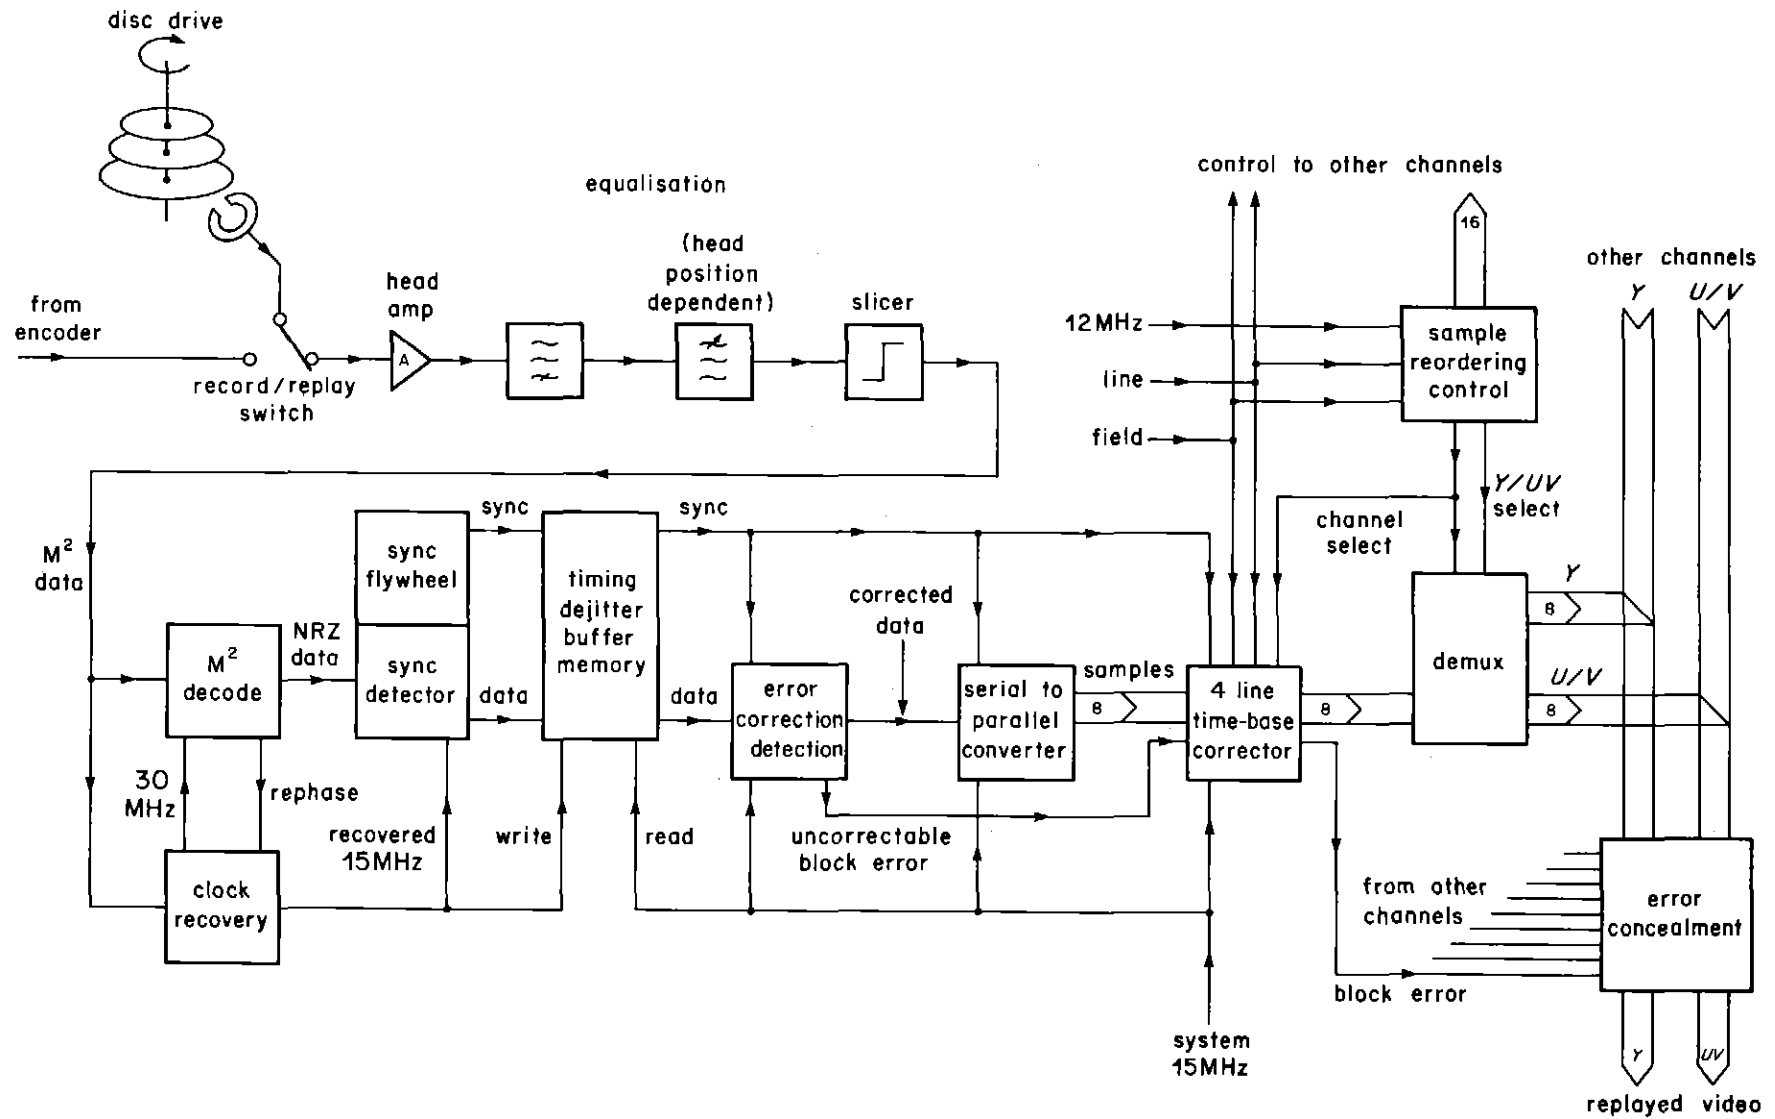 disc drive
equalisation
control to other channels
16
(head
position
dependent)
other channels
Y
U/V
head
amp
slicer
from
encoder
A
12MHz
sample
reordering
control
line
record/replay
switch
field
Y/UV
select
channel
select
sync
sync
M²
data
sync
flywheel
timing
dejitter
buffer
memory
corrected
data
Y
8
NRZ
data
M²
decode
sync
detector
data
data
error
correction
detection
serial to
parallel
converter
samples
8
4 line
time-base
corrector
8
demux
U/V
8
30
MHz
rephase
recovered
15MHz
write
read
uncorrectable
block error
clock
recovery
from other
channels
error
concealment
block error
system
15MHz
Y
UV
replayed video